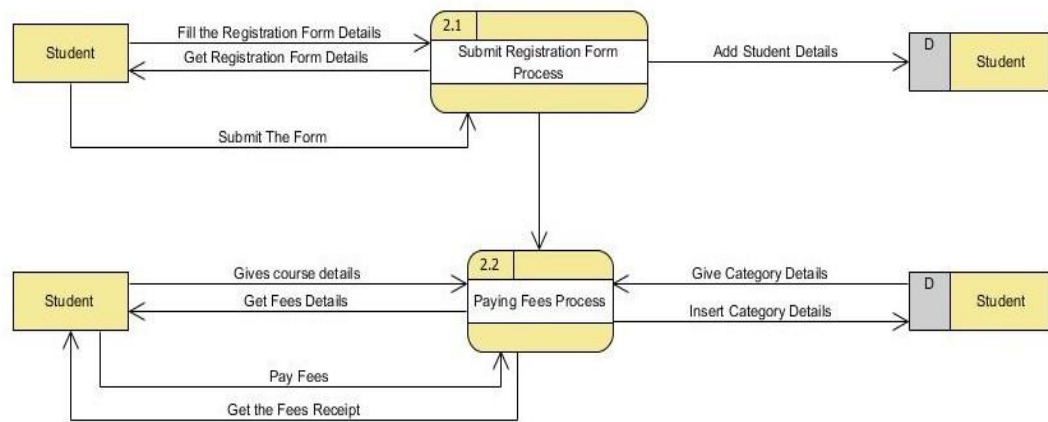 2.1
Student
Fill the Registration Form Details
Get Registration Form Details
Submit Registration Form
Process
Add Student Details
D
Student
Submit The Form
2.2
Student
Gives course details
Get Fees Details
Paying Fees Process
Give Category Details
Insert Category Details
D
Student
Pay Fees
Get the Fees Receipt